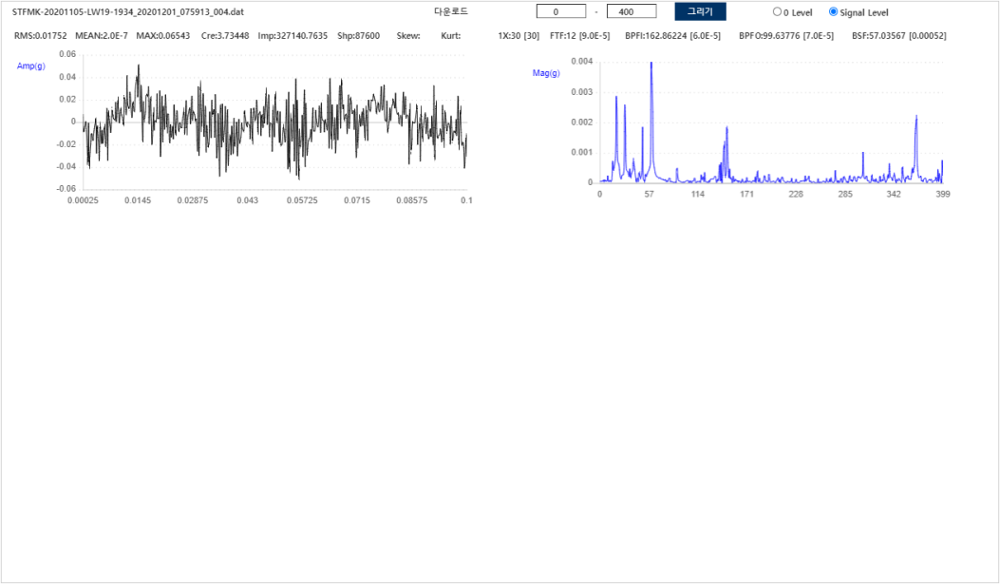 STFMK-20201105-LW19-1934_20201201_075913_004.dat 다운로드 0 - 400 그리기 0 Level Signal Level
RMS:0.01752 MEAN:2.0E-7 MAX:0.06543 Cre:3.73448 Imp:327140.7635 Shp:87600 Skew: Kurt: 1X:30 [30] FTF:12 [9.0E-5] BPFI:162.86224 [6.0E-5] BPFO:99.63776 [7.0E-5] BSF:57.03567 [0.00052]
Amp(g)
0.06
0.04
0.02
0
-0.02
-0.04
-0.06
0.00025 0.0145 0.02875 0.043 0.05725 0.0715 0.08575 0.1
Mag(g)
0.004
0.003
0.002
0.001
0
0 57 114 171 228 285 342 399